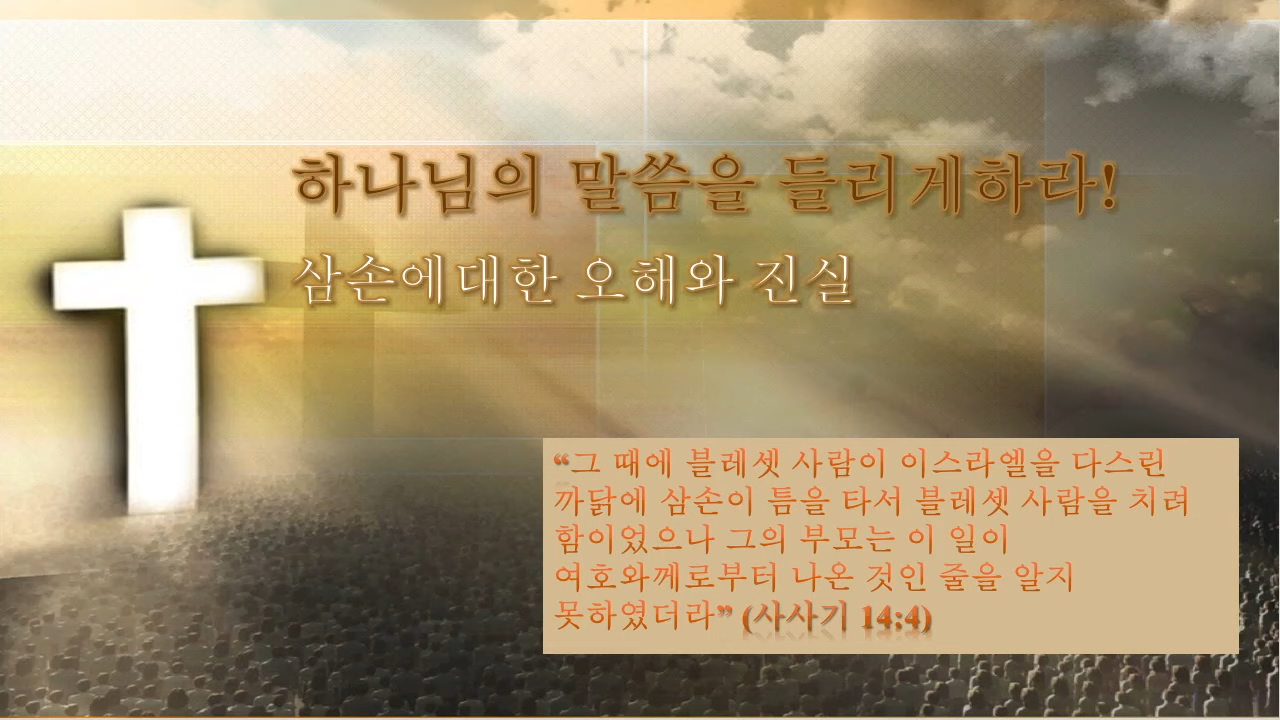 하나님의 말씀을 들리게하라!
삼손에대한 오해와 진실
“그 때에 블레셋 사람이 이스라엘을 다스린
까닭에 삼손이 틈을 타서 블레셋 사람을 치려
함이었으나 그의 부모는 이 일이
여호와께로부터 나온 것인 줄을 알지
못하였더라” (사사기 14:4)